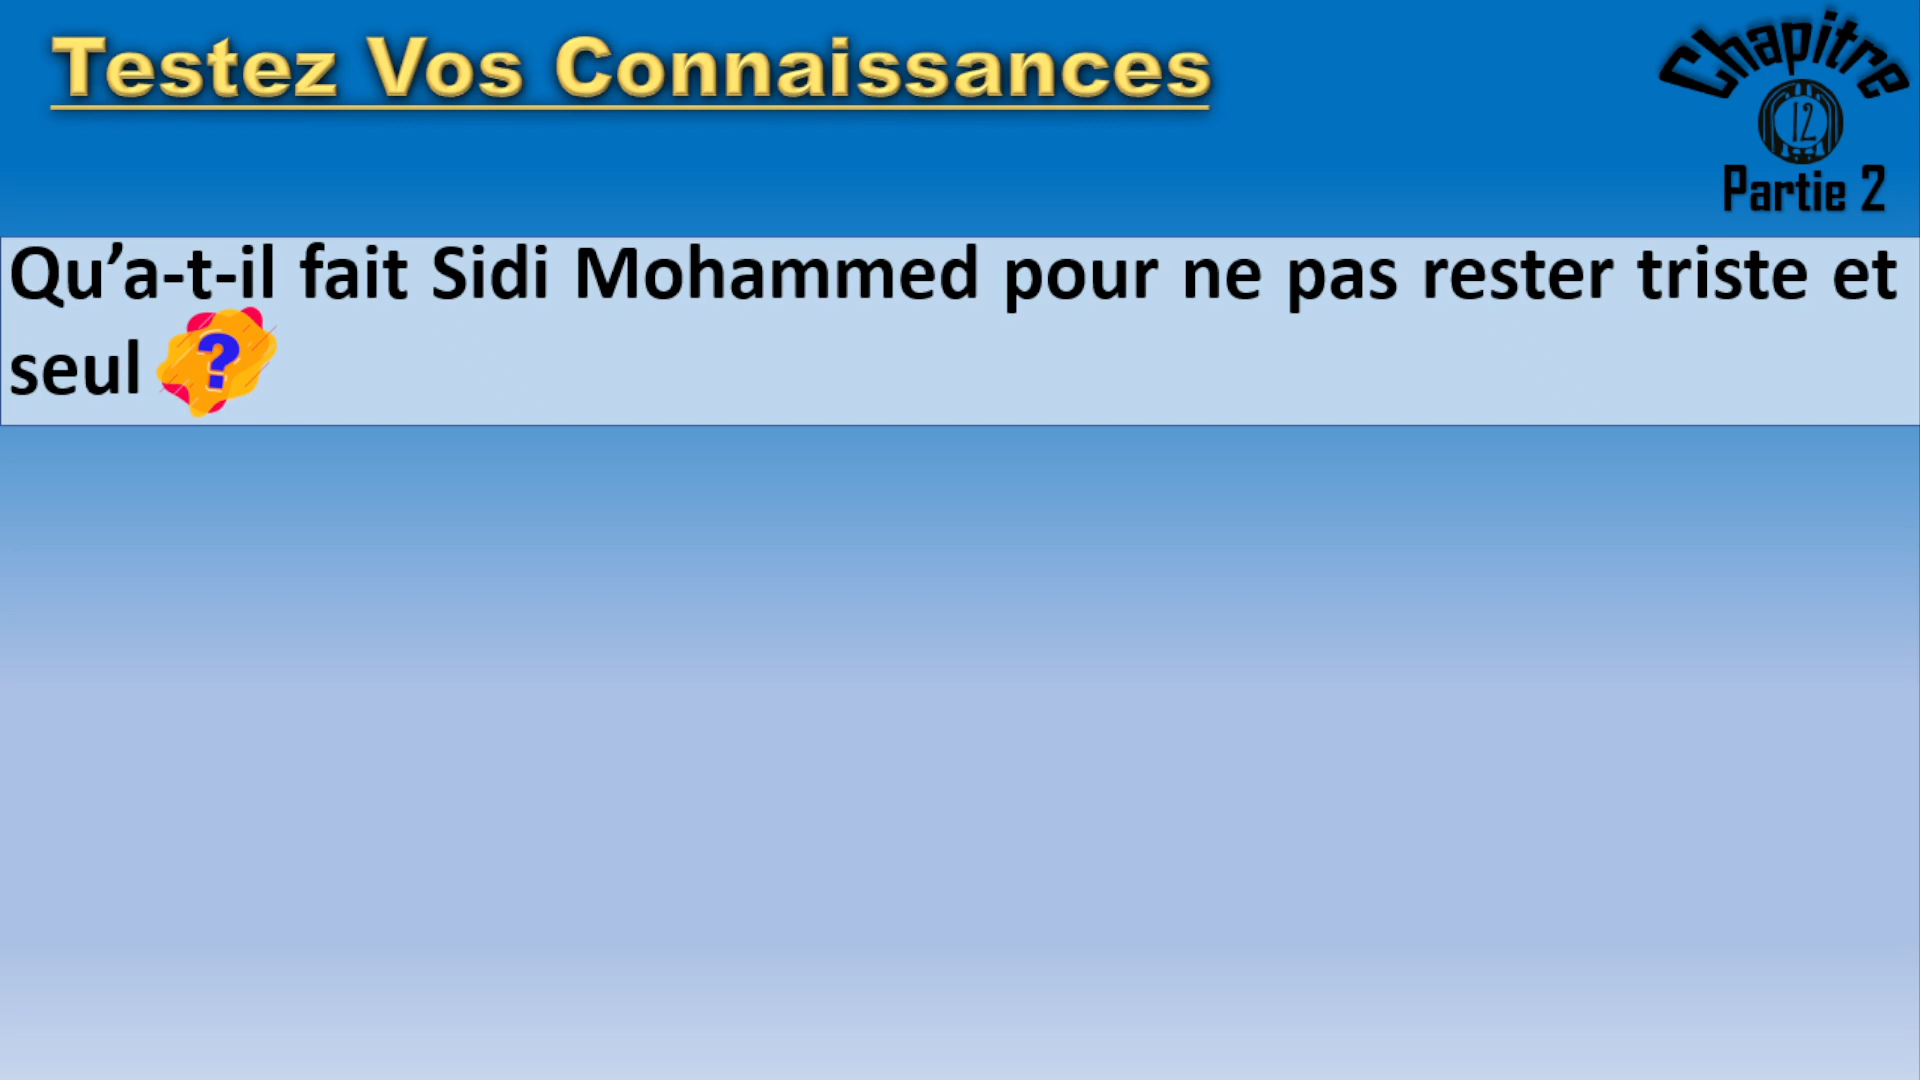 Testez Vos Connaissances
Chapitre
12
Partie 2
Qu’a-t-il fait Sidi Mohammed pour ne pas rester triste et
seul ?